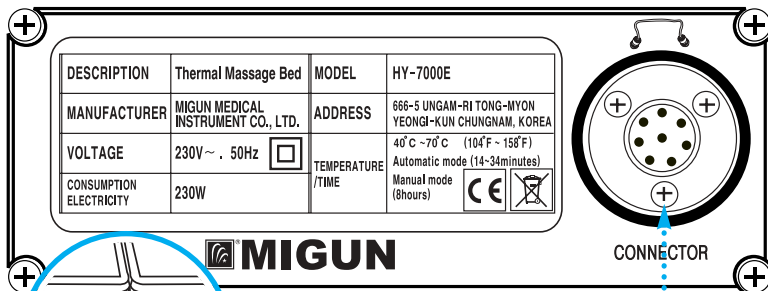 DESCRIPTION Thermal Massage Bed MODEL HY-7000E
MANUFACTURER MIGUN MEDICAL INSTRUMENT CO., LTD. ADDRESS 666-5 UNGAM-RI TONG-MYON YEONGI-KUN CHUNGNAM, KOREA
VOLTAGE 230V~ . 50Hz
TEMPERATURE /TIME 40°C ~70°C (104°F ~ 158°F)
Automatic mode (14~34minutes)
Manual mode
(8hours)
CE
CONSUMPTION ELECTRICITY 230W
MIGUN
CONNECTOR